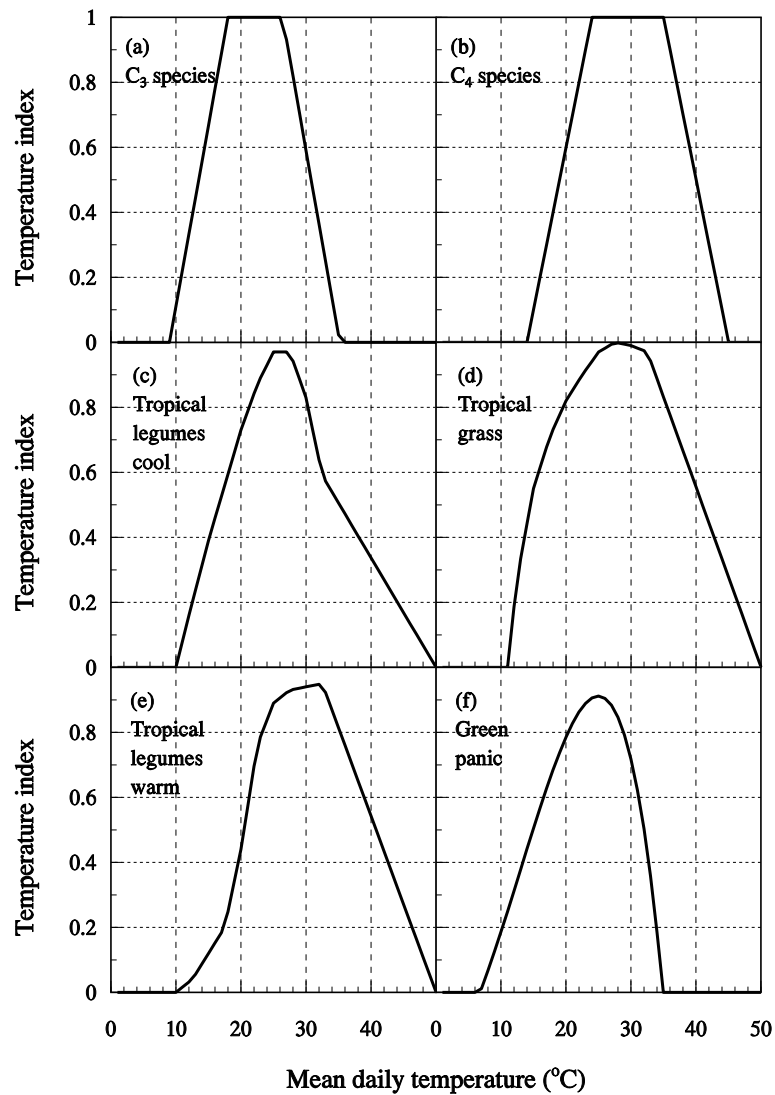 1
(a)
C₃ species
(b)
C₄ species
0.8
0.6
0.4
0.2
0
Temperature index
(c)
Tropical
legumes
cool
(d)
Tropical
grass
0.8
0.6
0.4
0.2
0
Temperature index
(e)
Tropical
legumes
warm
(f)
Green
panic
0.8
0.6
0.4
0.2
0
Temperature index
0 10 20 30 40 0 10 20 30 40 50
Mean daily temperature (°C)